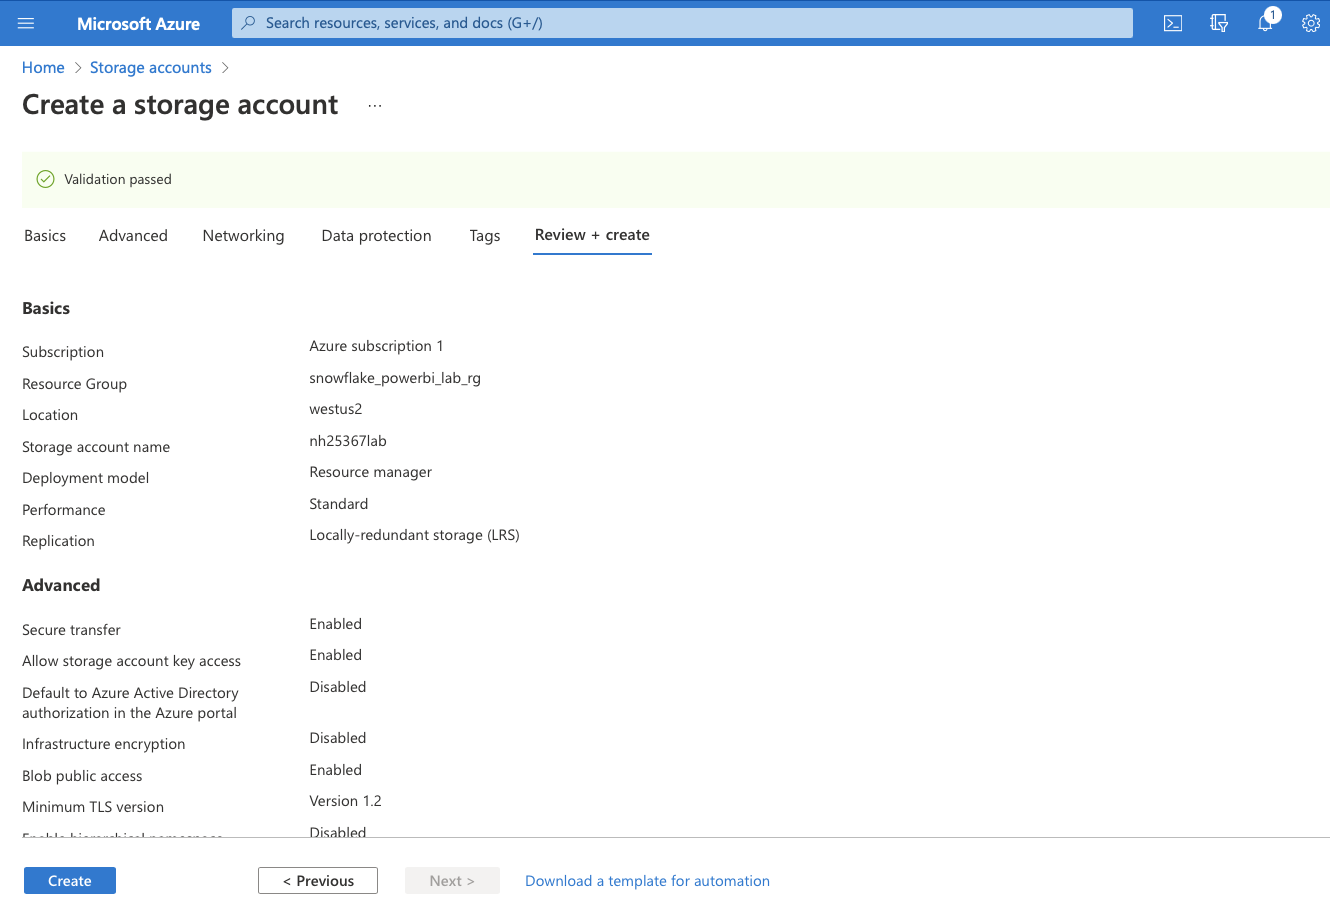 Microsoft Azure
Search resources, services, and docs (G+/)
1
Home > Storage accounts >
Create a storage account ...
Validation passed
Basics Advanced Networking Data protection Tags Review + create
Basics
Subscription Azure subscription 1
Resource Group snowflake_powerbi_lab_rg
Location westus2
Storage account name nh25367lab
Deployment model Resource manager
Performance Standard
Replication Locally-redundant storage (LRS)
Advanced
Secure transfer Enabled
Allow storage account key access Enabled
Default to Azure Active Directory Disabled
authorization in the Azure portal
Infrastructure encryption Disabled
Blob public access Enabled
Minimum TLS version Version 1.2
Enable hierarchical namespace Disabled
Create < Previous Next > Download a template for automation